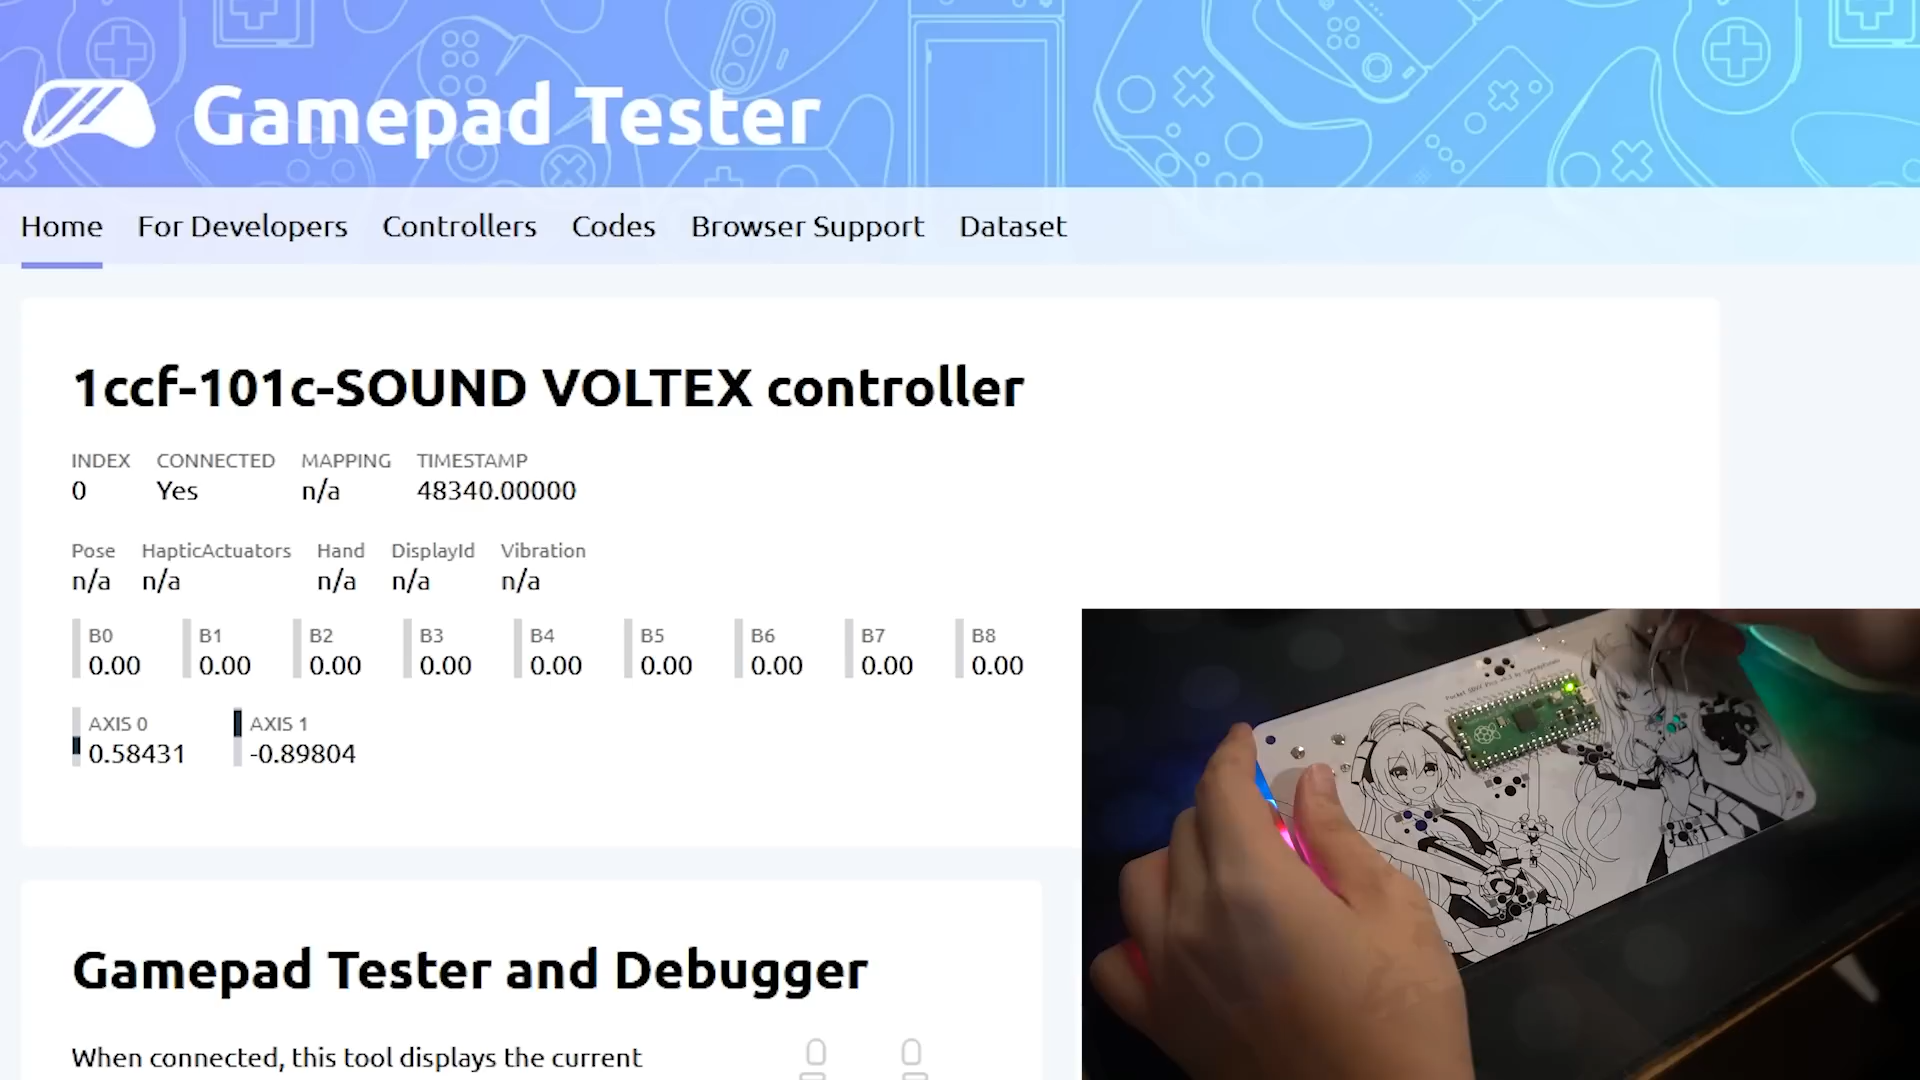 Gamepad Tester
Home For Developers Controllers Codes Browser Support Dataset
1ccf-101c-SOUND VOLTEX controller
INDEX CONNECTED MAPPING TIMESTAMP
0 Yes n/a 48340.00000
Pose HapticActuators Hand DisplayId Vibration
n/a n/a n/a n/a n/a
B0 B1 B2 B3 B4 B5 B6 B7 B8
0.00 0.00 0.00 0.00 0.00 0.00 0.00 0.00 0.00
AXIS 0 AXIS 1
0.58431 -0.89804
Gamepad Tester and Debugger
When connected, this tool displays the current